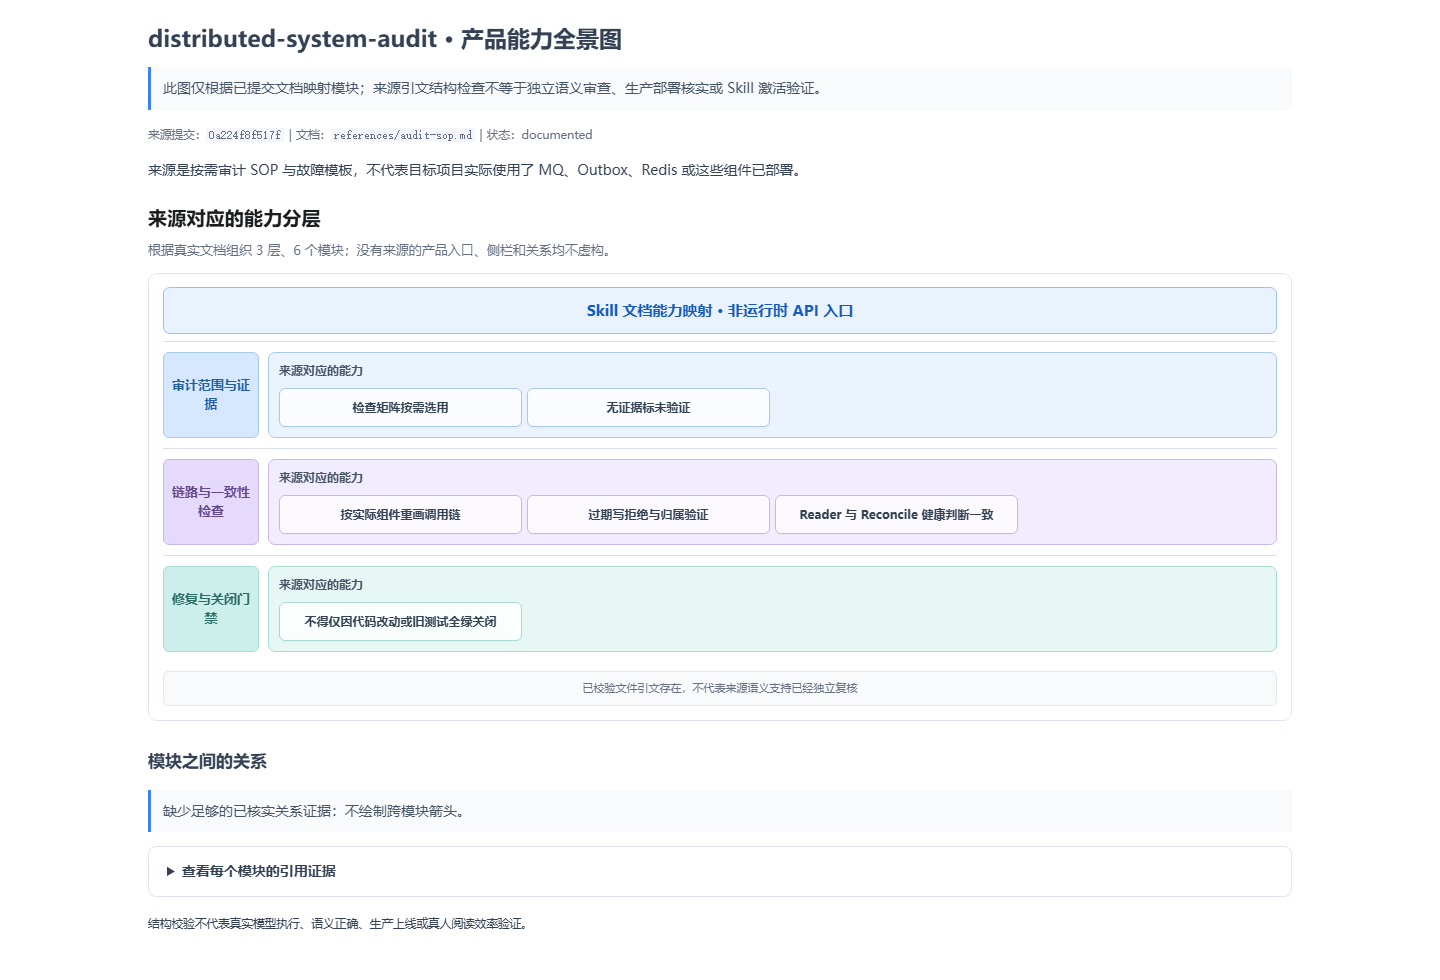 distributed-system-audit • 产品能力全景图
此图仅根据已提交文档映射模块；来源引文结构检查不等于独立语义审查、生产部署核实或 Skill 激活验证。
来源提交：0a224f8f517f | 文档：references/audit-sop.md | 状态：documented
来源是按需审计 SOP 与故障模板，不代表目标项目实际使用了 MQ、Outbox、Redis 或这些组件已部署。
来源对应的能力分层
根据真实文档组织 3 层、6 个模块；没有来源的产品入口、侧栏和关系均不虚构。
Skill 文档能力映射 • 非运行时 API 入口
审计范围与证
据
来源对应的能力
检查矩阵按需选用
无证据标未验证
链路与一致性
检查
来源对应的能力
按实际组件重画调用链
过期写拒绝与归属验证
Reader 与 Reconcile 健康判断一致
修复与关闭门
禁
来源对应的能力
不得仅因代码改动或旧测试全绿关闭
已校验文件引文存在，不代表来源语义支持已经独立复核
模块之间的关系
缺少足够的已核实关系证据：不绘制跨模块箭头。
▶ 查看每个模块的引用证据
结构校验不代表真实模型执行、语义正确、生产上线或真人阅读效率验证。